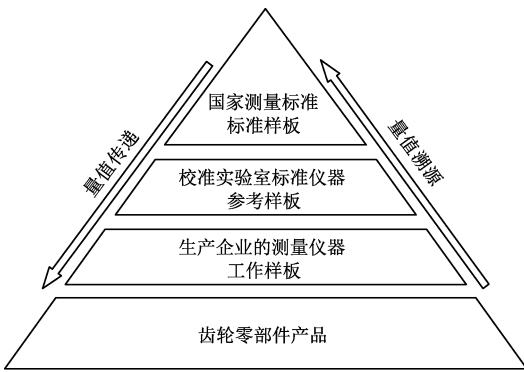 国家测量标准
标准样板
量值传递
量值溯源
校准实验室标准仪器
参考样板
生产企业的测量仪器
工作样板
齿轮零部件产品